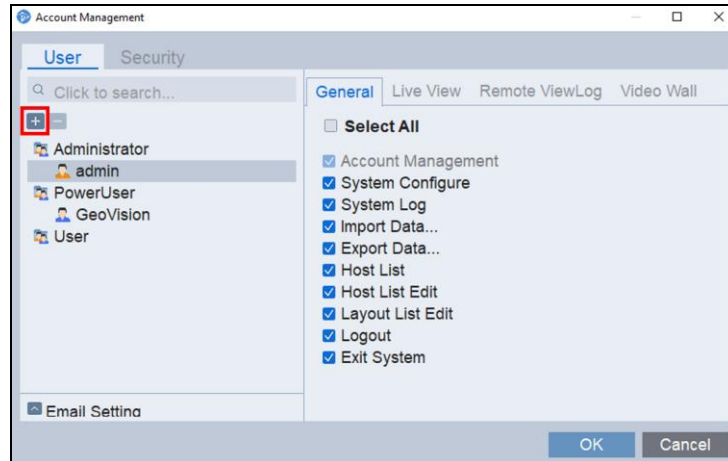 Account Management
User Security
Click to search...
General Live View Remote ViewLog Video Wall
Select All
Administrator
admin
PowerUser
GeoVision
User
Account Management
System Configure
System Log
Import Data...
Export Data...
Host List
Host List Edit
Layout List Edit
Logout
Exit System
Email Setting
OK Cancel